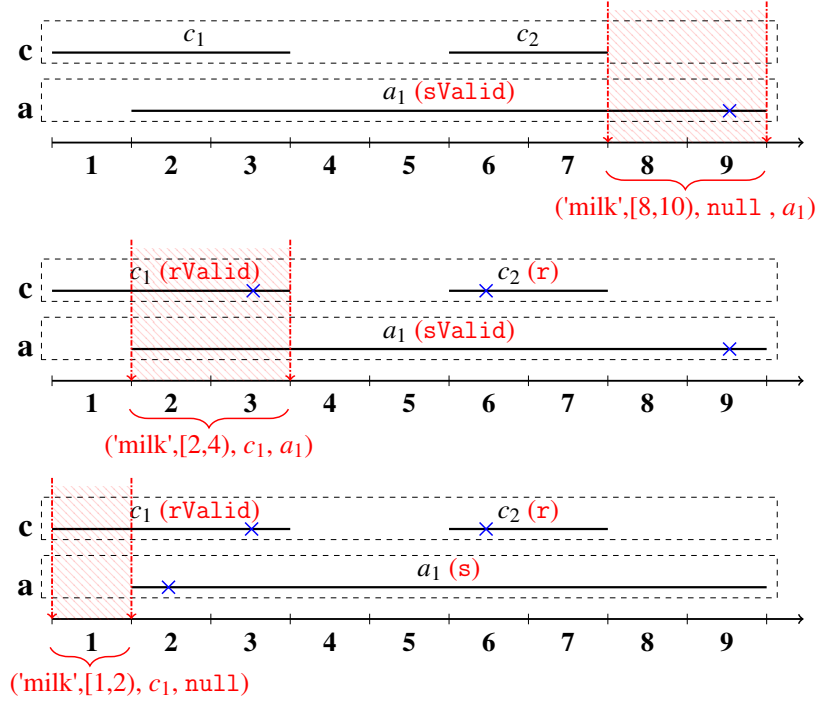 c c₁ c₂
a a₁ (sValid)
1 2 3 4 5 6 7 8 9
('milk',[8,10), null , a₁)
c c₁ (rValid) c₂ (r)
a a₁ (sValid)
1 2 3 4 5 6 7 8 9
('milk',[2,4), c₁, a₁)
c c₁ (rValid) c₂ (r)
a a₁ (s)
1 2 3 4 5 6 7 8 9
('milk',[1,2), c₁, null)